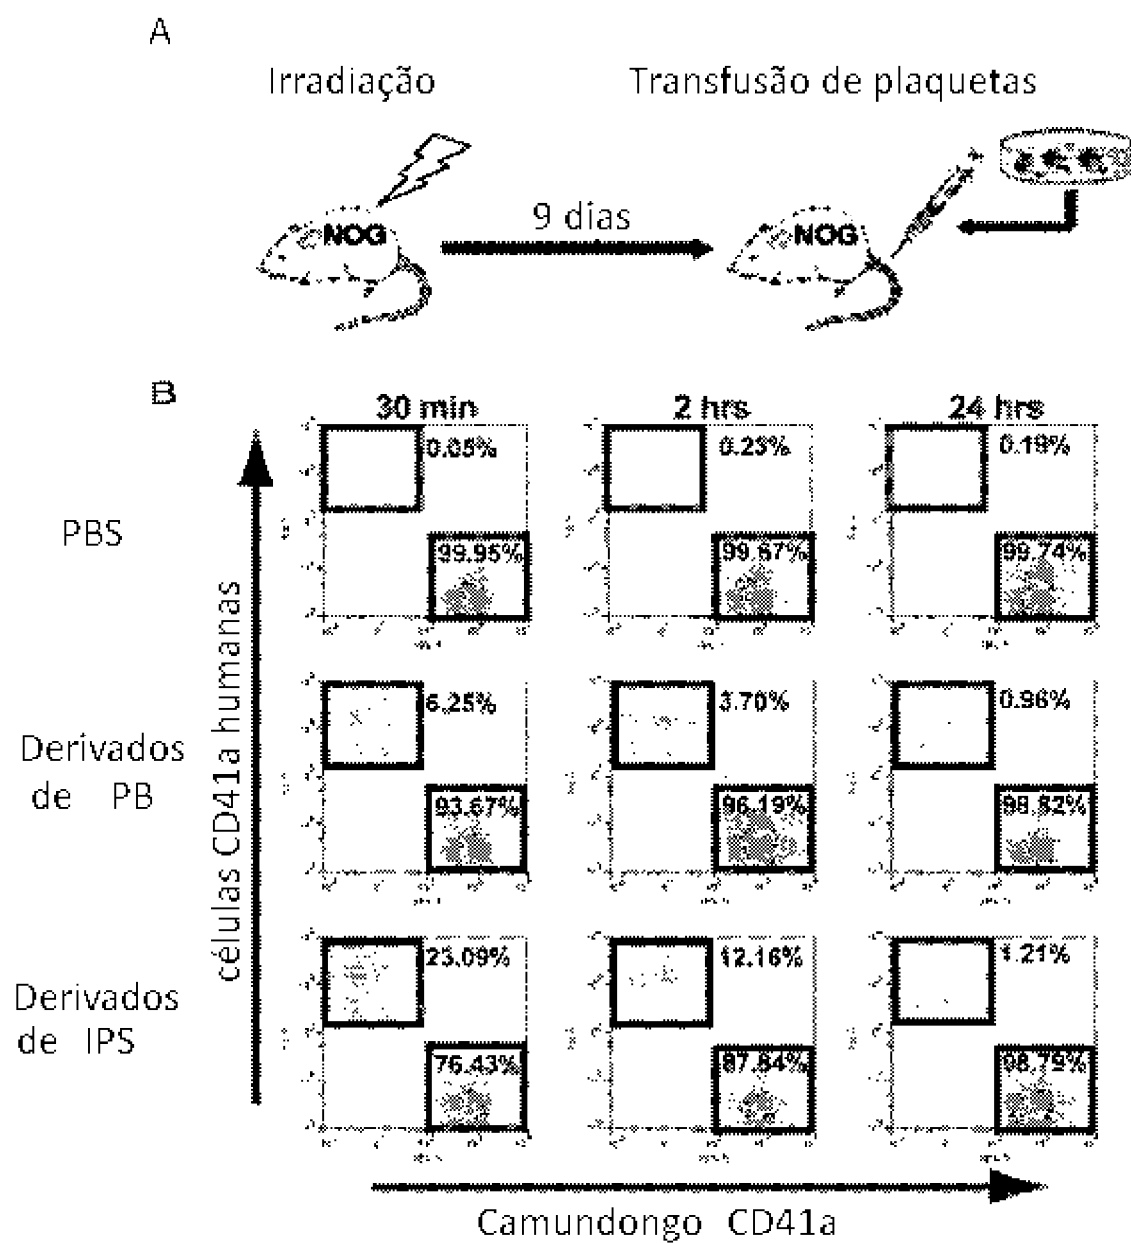 A
Irradiação
Transfusão de plaquetas
9 dias
NOG
NOG
B
30 min
2 hrs
24 hrs
PBS
0.05%
0.23%
0.19%
99.95%
99.67%
99.74%
células CD41a humanas
Derivados
de PB
6.25%
3.70%
0.96%
93.67%
96.19%
98.82%
Derivados
de IPS
23.09%
12.16%
1.21%
76.43%
87.84%
98.79%
Camundongo CD41a